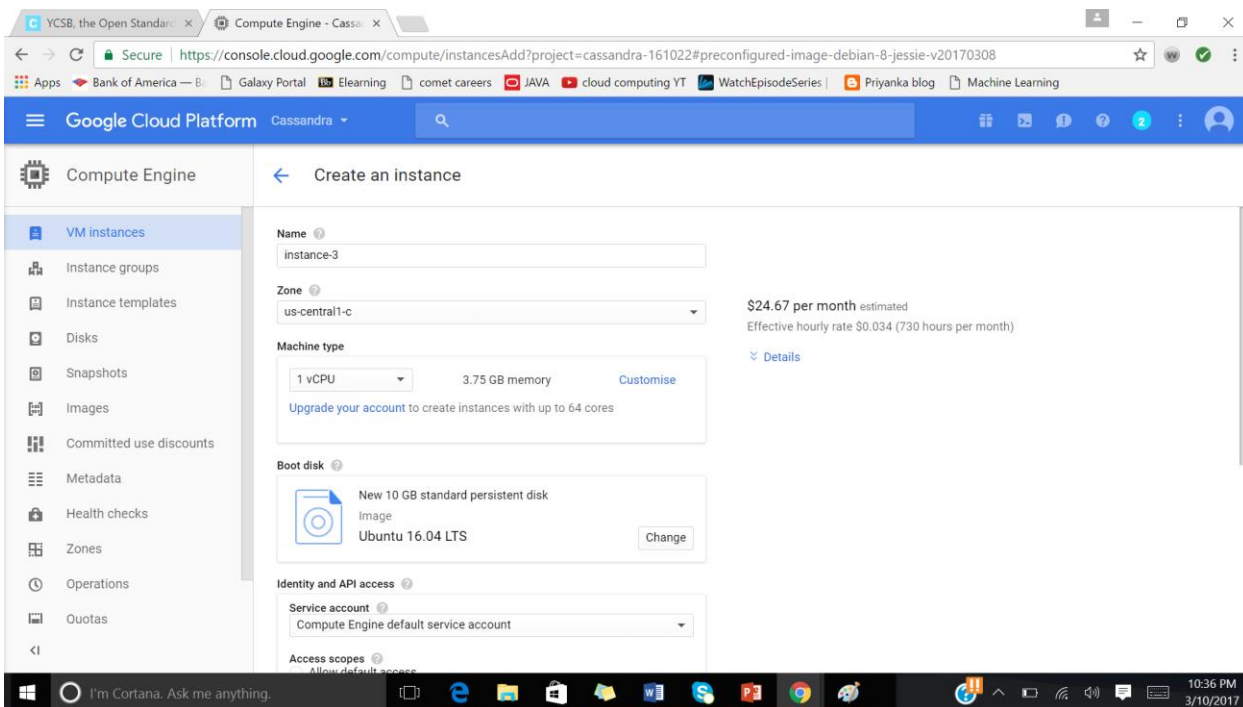 YCSB, the Open Standard
Compute Engine - Cassa
Secure | https://console.cloud.google.com/compute/instancesAdd?project=cassandra-161022#preconfigured-image-debian-8-jessie-v20170308
Apps Bank of America — Ba Galaxy Portal Elearning comet careers JAVA cloud computing YT WatchEpisodeSeries | Priyanka blog Machine Learning
Google Cloud Platform Cassandra 2
Compute Engine
Create an instance
VM instances
Instance groups
Instance templates
Disks
Snapshots
Images
Committed use discounts
Metadata
Health checks
Zones
Operations
Quotas
Name
instance-3
Zone
us-central1-c
Machine type
1 vCPU 3.75 GB memory Customise
Upgrade your account to create instances with up to 64 cores
Boot disk
New 10 GB standard persistent disk
Image
Ubuntu 16.04 LTS
Change
Identity and API access
Service account
Compute Engine default service account
Access scopes
Allow default access
$24.67 per month estimated
Effective hourly rate $0.034 (730 hours per month)
Details
I'm Cortana. Ask me anything.
10:36 PM
3/10/2017